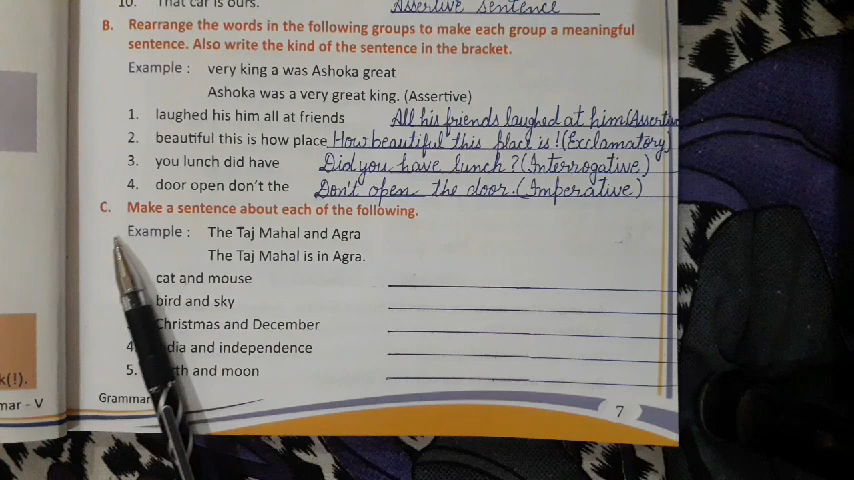 10. That car is ours. Assertive sentence
B. Rearrange the words in the following groups to make each group a meaningful
sentence. Also write the kind of the sentence in the bracket.
Example : very king a was Ashoka great
Ashoka was a very great king. (Assertive)
1. laughed his him all at friends All his friends laughed at him (Assertive
2. beautiful this is how place How beautiful this place is ! (Exclamatory)
3. you lunch did have Did you have lunch ? (Interrogative)
4. door open don't the Don't open the door. (Imperative)
C. Make a sentence about each of the following.
Example : The Taj Mahal and Agra
The Taj Mahal is in Agra.
cat and mouse
bird and sky
Christmas and December
4. dia and independence
5. th and moon
k(!).
mar - V
Grammar
7